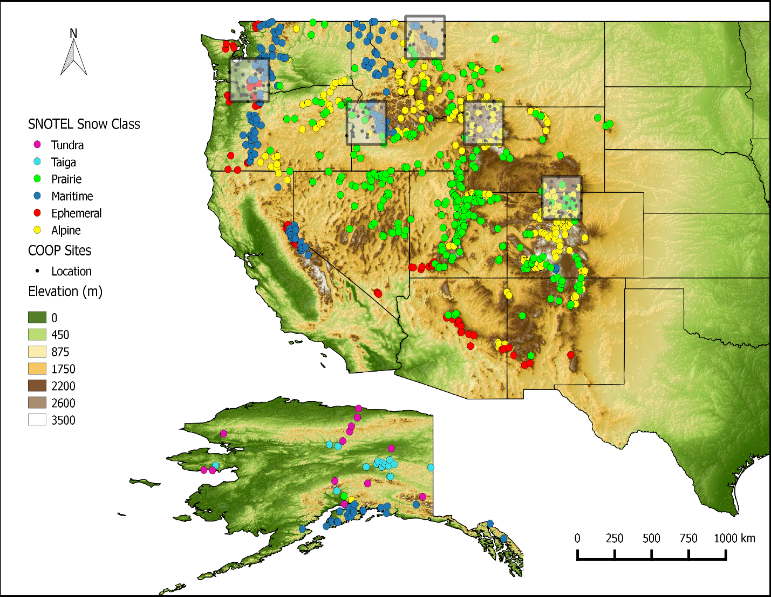 N
SNOTEL Snow Class
Tundra
Taiga
Prairie
Maritime
Ephemeral
Alpine
COOP Sites
Location
Elevation (m)
0
450
875
1750
2200
2600
3500
0 250 500 750 1000 km